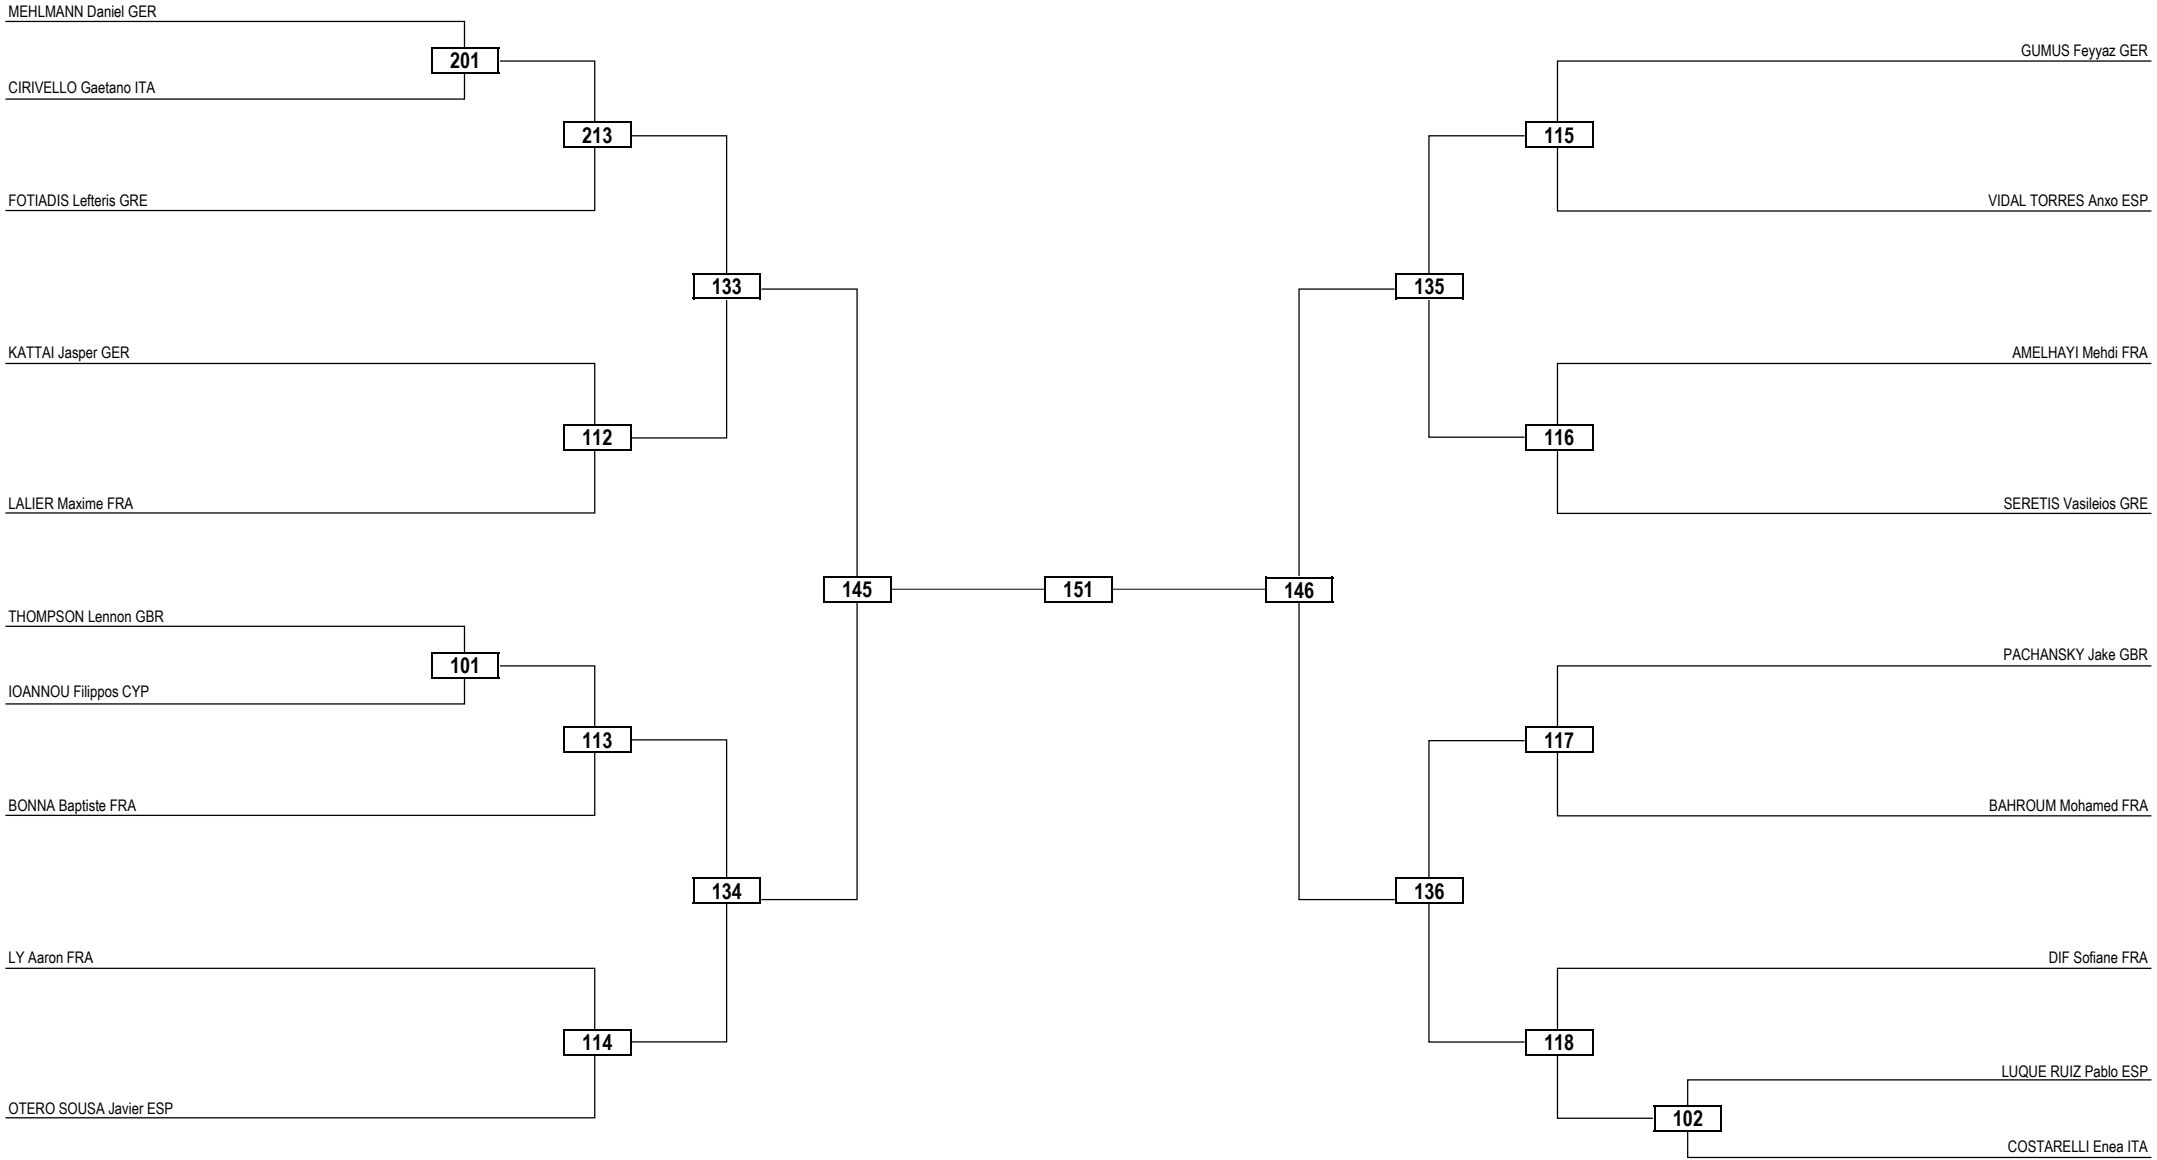 MEHLMANN Daniel GER
201
CIRIVELLO Gaetano ITA
213
FOTIADIS Lefteris GRE
133
KATTAI Jasper GER
112
LALIER Maxime FRA
145
THOMPSON Lennon GBR
101
IOANNOU Filippos CYP
113
BONNA Baptiste FRA
134
LY Aaron FRA
114
OTERO SOUSA Javier ESP
151
GUMUS Feyyaz GER
115
VIDAL TORRES Anxo ESP
135
AMELHAYI Mehdi FRA
116
SERETIS Vasileios GRE
146
PACHANSKY Jake GBR
117
BAHROUM Mohamed FRA
136
DIF Sofiane FRA
118
LUQUE RUIZ Pablo ESP
102
COSTARELLI Enea ITA